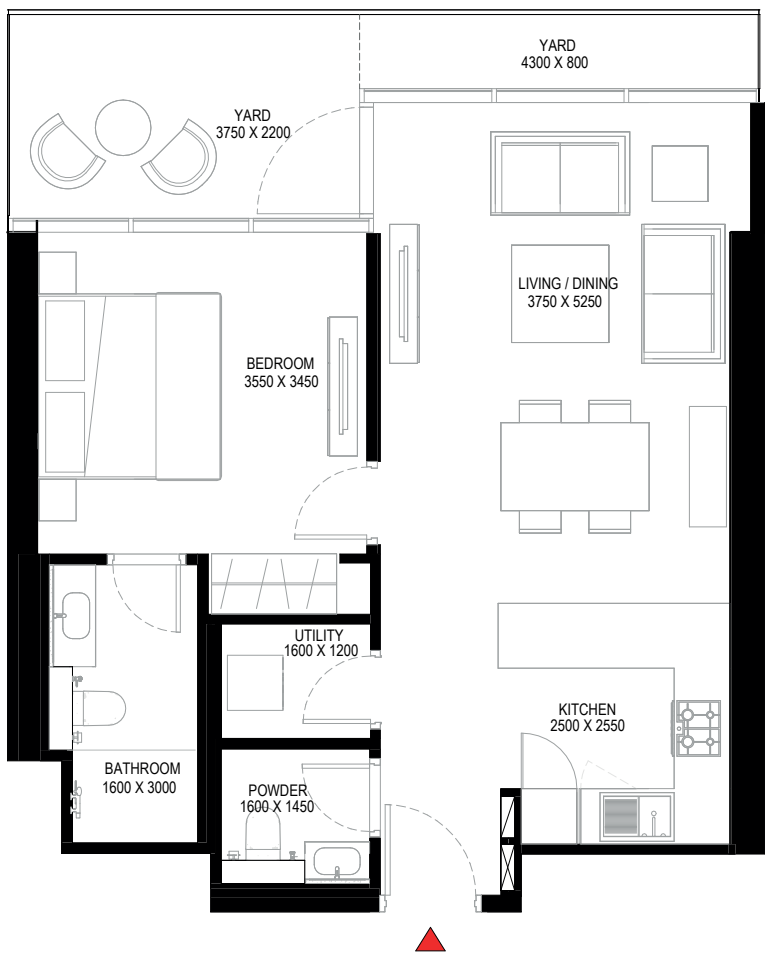 YARD
4300 X 800
YARD
3750 X 2200
LIVING / DINING
3750 X 5250
BEDROOM
3550 X 3450
UTILITY
1600 X 1200
KITCHEN
2500 X 2550
BATHROOM
1600 X 3000
POWDER
1600 X 1450